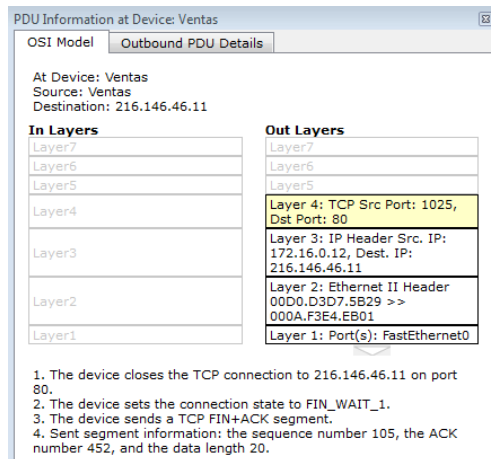 PDU Information at Device: Ventas
OSI Model Outbound PDU Details
At Device: Ventas
Source: Ventas
Destination: 216.146.46.11
In Layers Out Layers
Layer7 Layer7
Layer6 Layer6
Layer5 Layer5
Layer4
Layer 4: TCP Src Port: 1025,
Dst Port: 80
Layer3
Layer 3: IP Header Src. IP:
172.16.0.12, Dest. IP:
216.146.46.11
Layer2
Layer 2: Ethernet II Header
00D0.D3D7.5B29 >>
000A.F3E4.EB01
Layer1 Layer 1: Port(s): FastEthernet0
1. The device closes the TCP connection to 216.146.46.11 on port
80.
2. The device sets the connection state to FIN_WAIT_1.
3. The device sends a TCP FIN+ACK segment.
4. Sent segment information: the sequence number 105, the ACK
number 452, and the data length 20.